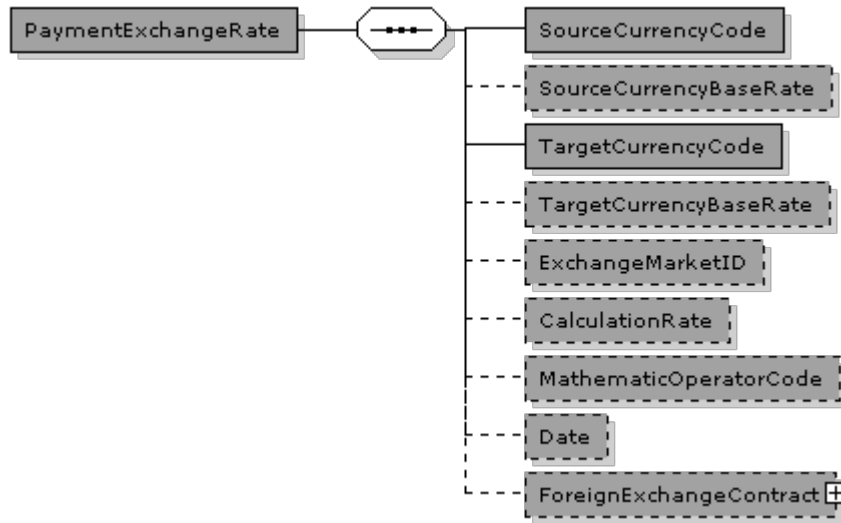 PaymentExchangeRate
SourceCurrencyCode
SourceCurrencyBaseRate
TargetCurrencyCode
TargetCurrencyBaseRate
ExchangeMarketID
CalculationRate
MathematicOperatorCode
Date
ForeignExchangeContract